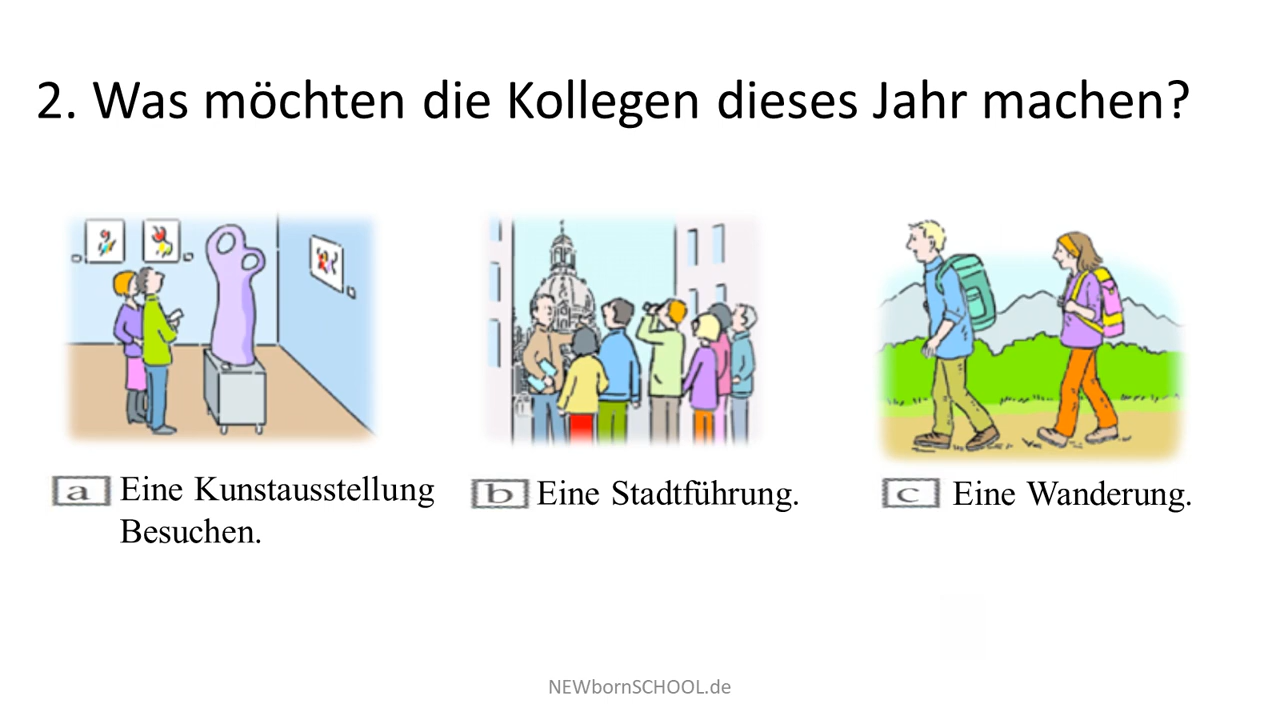 2. Was möchten die Kollegen dieses Jahr machen?
a Eine Kunstausstellung
Besuchen.
b Eine Stadtführung.
c Eine Wanderung.
NEWbornSCHOOL.de